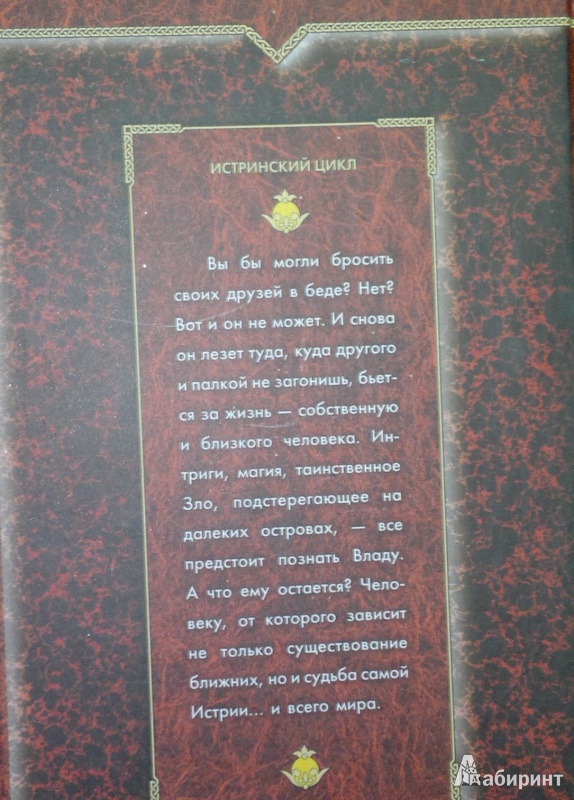 ИСТРИНСКИЙ ЦИКЛ
Вы бы могли бросить
своих друзей в беде? Нет?
Вот и он не может. И снова
он лезет туда, куда другого
и палкой не загонишь, бьет-
ся за жизнь — собственную
и близкого человека. Ин-
триги, магия, таинственное
Зло, подстерегающее на
далеких островах, — все
предстоит познать Владу.
А что ему остается? Чело-
веку, от которого зависит
не только существование
ближних, но и судьба самой
Истрии... и всего мира.
Лабиринт